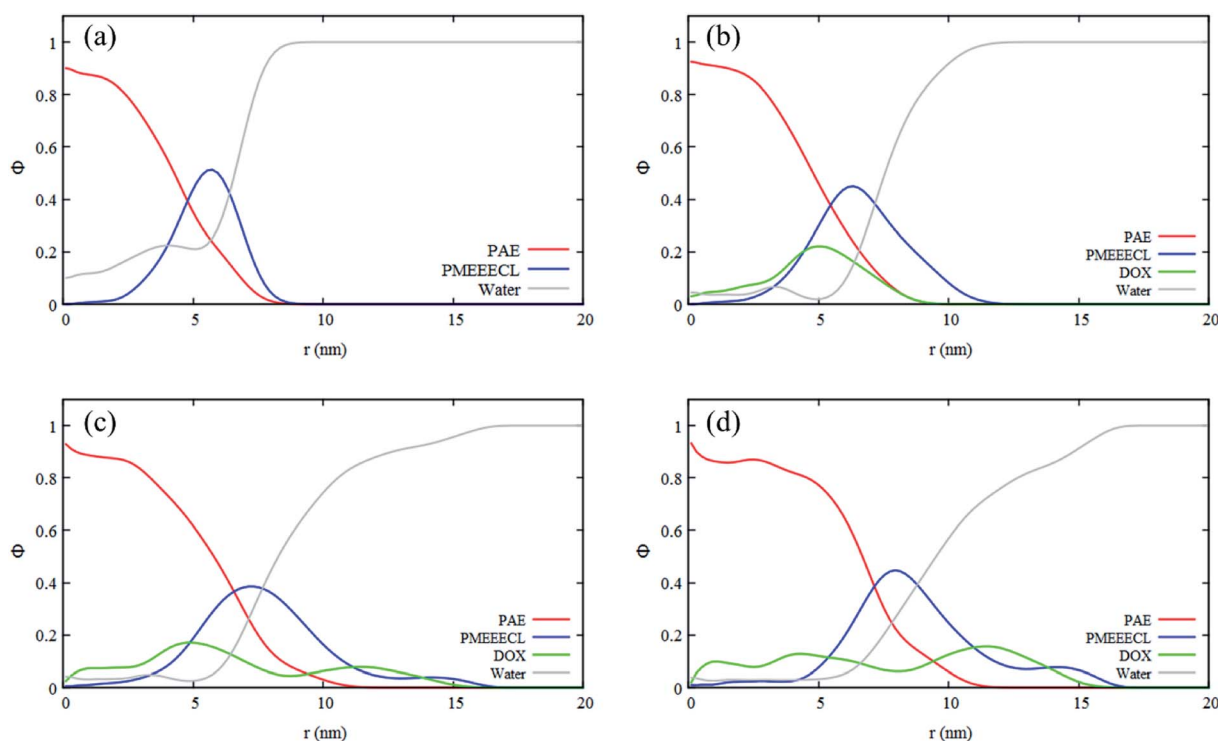 (a)
1
0.8
0.6
0.4
0.2
0
Φ
PAE
PMEEECL
Water
0 5 10 15 20
r (nm)
(b)
1
0.8
0.6
0.4
0.2
0
Φ
PAE
PMEEECL
DOX
Water
0 5 10 15 20
r (nm)
(c)
1
0.8
0.6
0.4
0.2
0
Φ
PAE
PMEEECL
DOX
Water
0 5 10 15 20
r (nm)
(d)
1
0.8
0.6
0.4
0.2
0
Φ
PAE
PMEEECL
DOX
Water
0 5 10 15 20
r (nm)